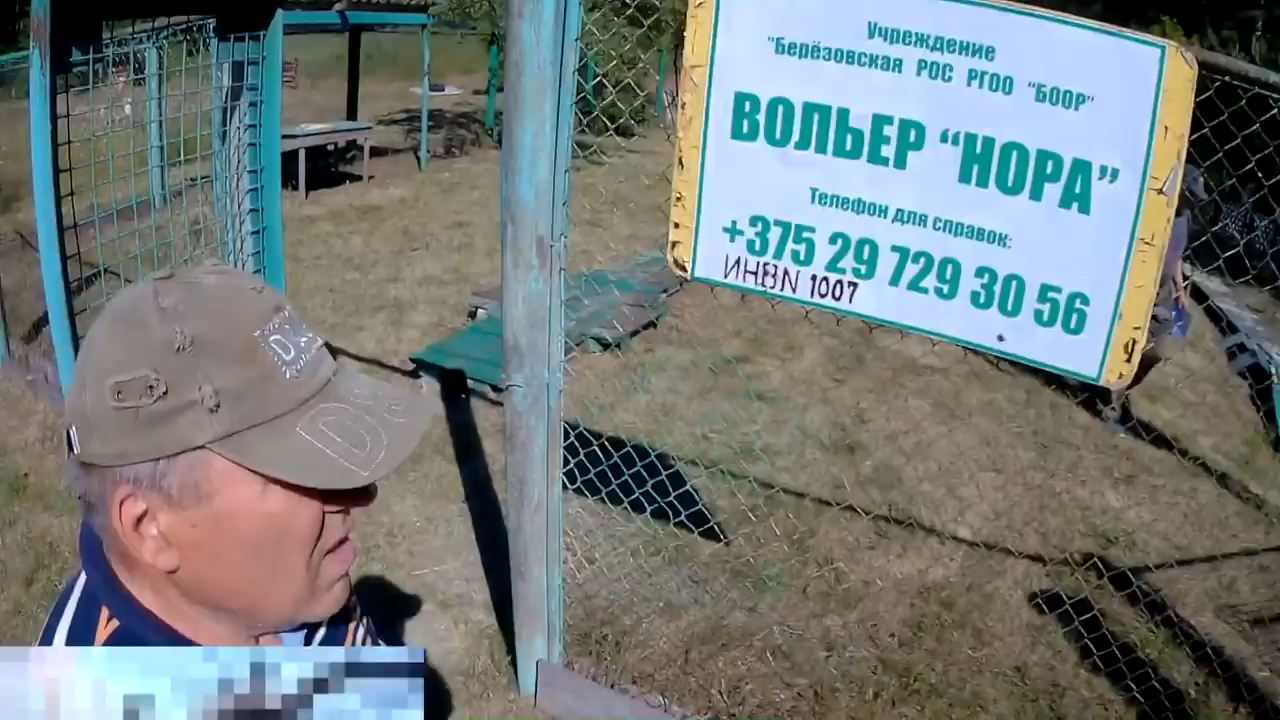 Учреждение
"Берёзовская РОС РГОО "БООР"
ВОЛЬЕР “НОРА”
Телефон для справок:
+375 29 729 30 56
ИНВN 1007
D
D